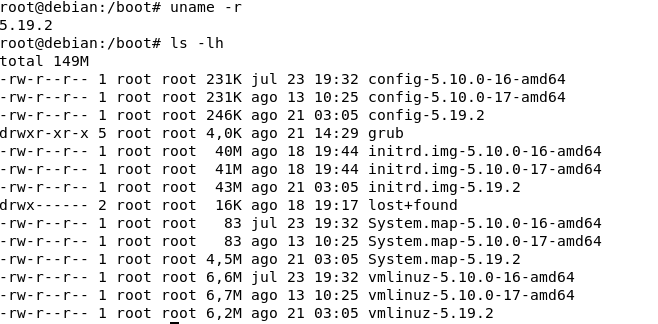 root@debian:/boot# uname -r
5.19.2
root@debian:/boot# ls -lh
total 149M
-rw-r--r-- 1 root root 231K jul 23 19:32 config-5.10.0-16-amd64
-rw-r--r-- 1 root root 231K ago 13 10:25 config-5.10.0-17-amd64
-rw-r--r-- 1 root root 246K ago 21 03:05 config-5.19.2
drwxr-xr-x 5 root root 4,0K ago 21 14:29 grub
-rw-r--r-- 1 root root  40M ago 18 19:44 initrd.img-5.10.0-16-amd64
-rw-r--r-- 1 root root  41M ago 18 19:44 initrd.img-5.10.0-17-amd64
-rw-r--r-- 1 root root  43M ago 21 03:05 initrd.img-5.19.2
drwx------ 2 root root  16K ago 18 19:17 lost+found
-rw-r--r-- 1 root root   83 jul 23 19:32 System.map-5.10.0-16-amd64
-rw-r--r-- 1 root root   83 ago 13 10:25 System.map-5.10.0-17-amd64
-rw-r--r-- 1 root root 4,5M ago 21 03:05 System.map-5.19.2
-rw-r--r-- 1 root root 6,6M jul 23 19:32 vmlinuz-5.10.0-16-amd64
-rw-r--r-- 1 root root 6,7M ago 13 10:25 vmlinuz-5.10.0-17-amd64
-rw-r--r-- 1 root root 6,2M ago 21 03:05 vmlinuz-5.19.2